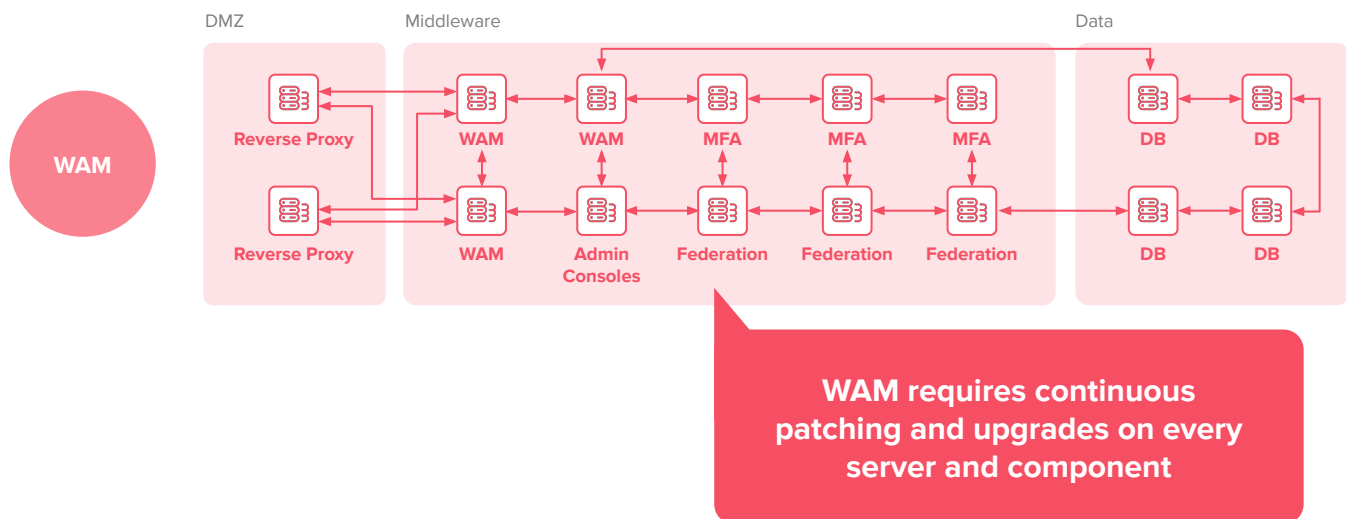 DMZ
Middleware
Data
WAM
Reverse Proxy
WAM
WAM
MFA
MFA
MFA
DB
DB
Reverse Proxy
WAM
Admin
Consoles
Federation
Federation
Federation
DB
DB
WAM requires continuous
patching and upgrades on every
server and component